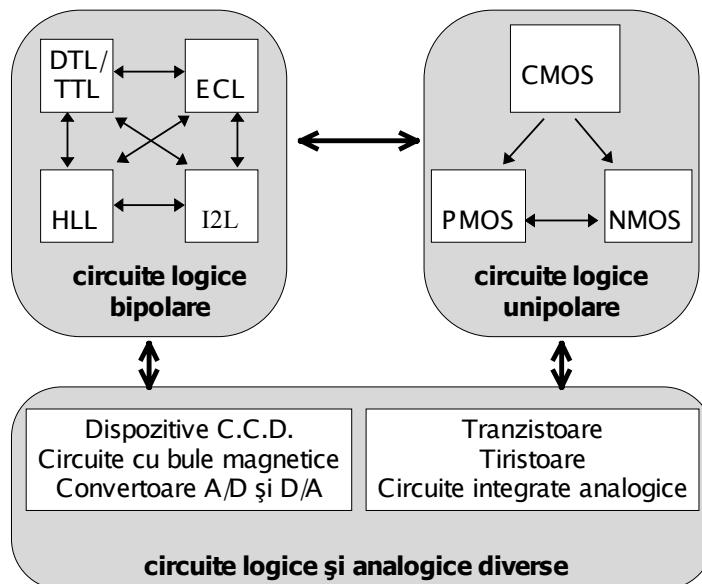 DTL/
TTL
ECL
HLL
I2L
circuite logice
bipolare
CMOS
PMOS
NMOS
circuite logice
unipolare
Dispozitive C.C.D.
Circuite cu bule magnetice
Convertoare A/D şi D/A
Tranzistoare
Tiristoare
Circuite integrate analogice
circuite logice şi analogice diverse